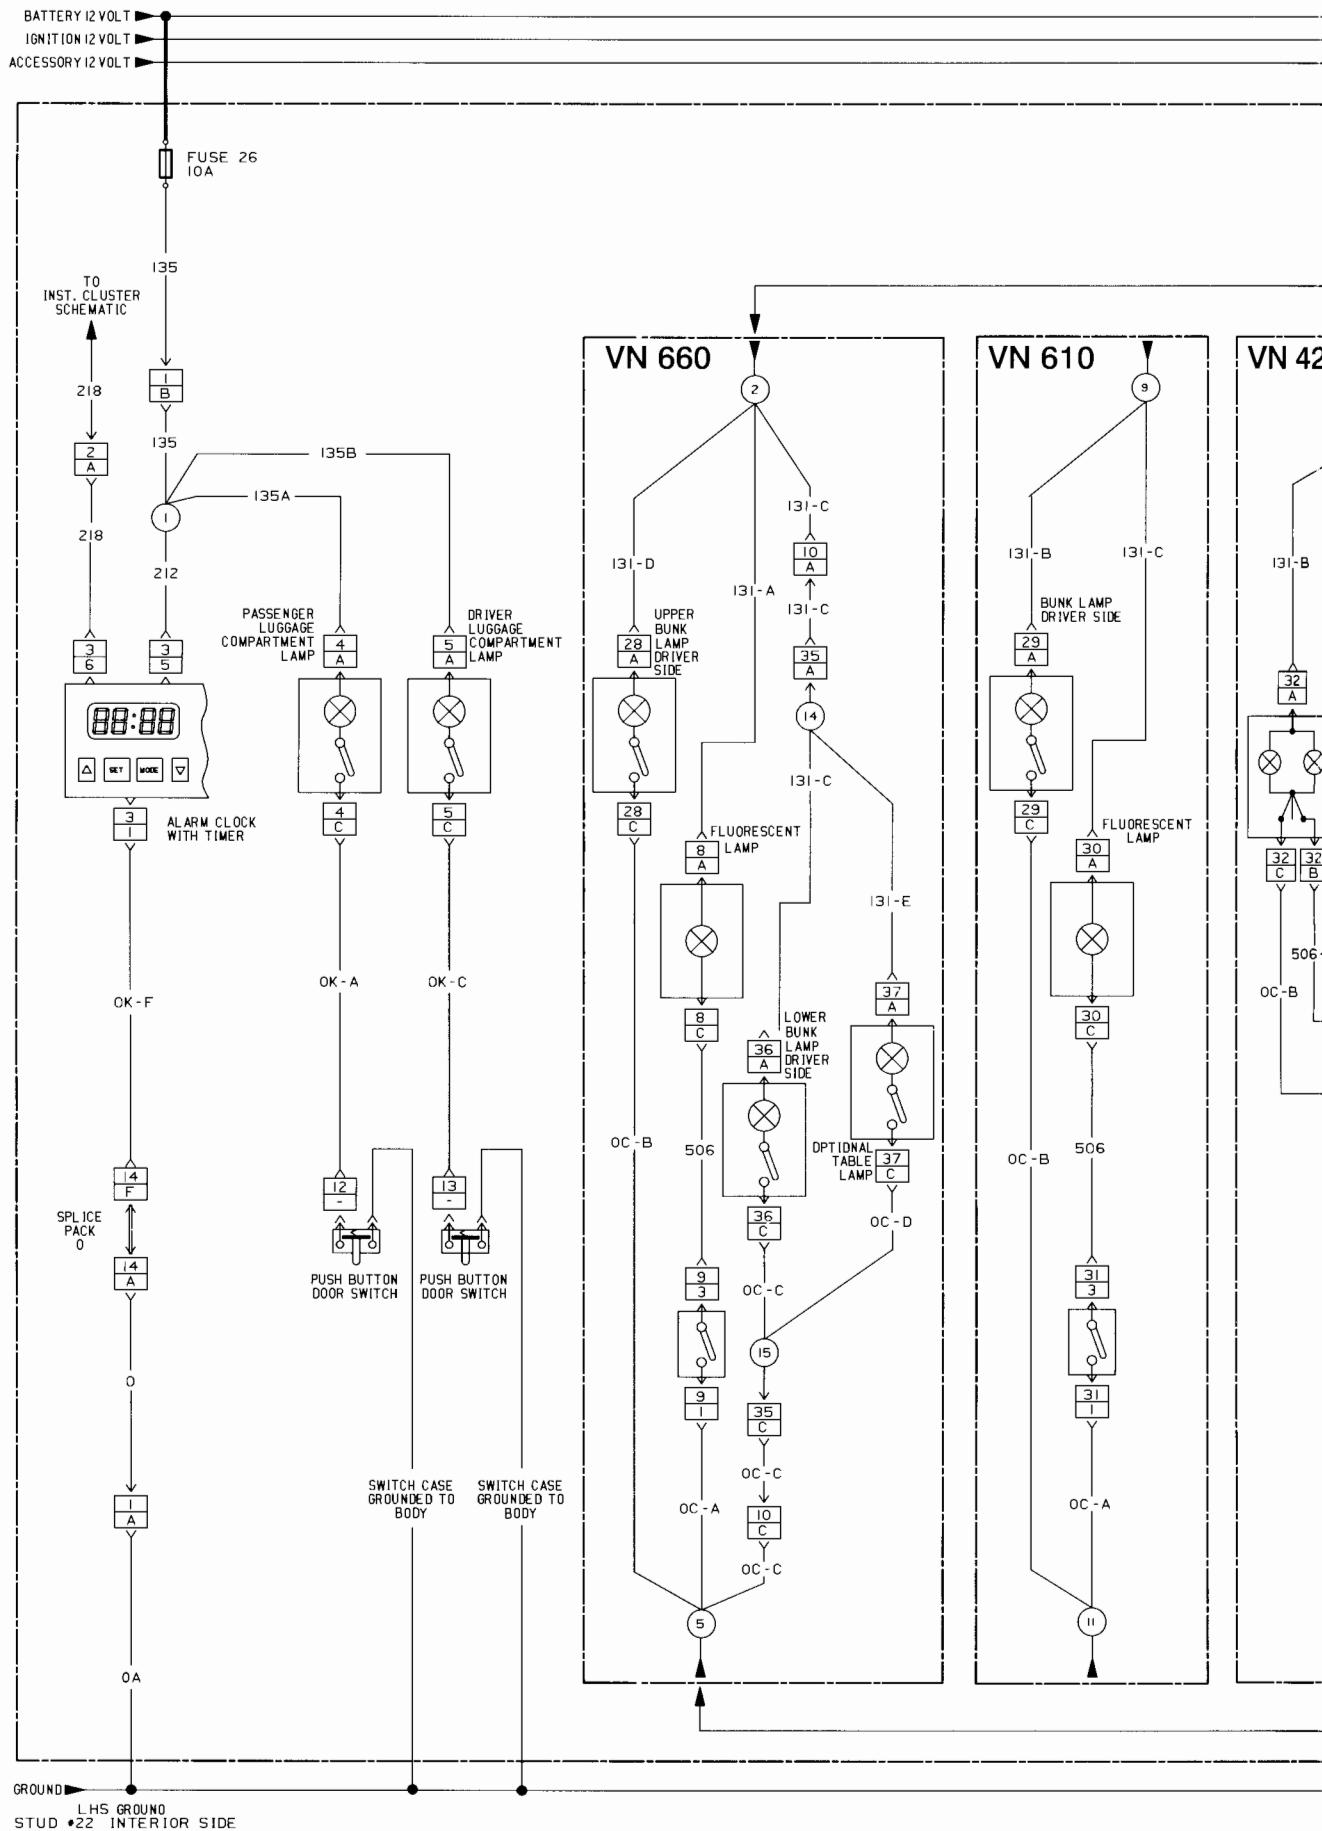 BATTERY 12 VOLT
IGNITION 12 VOLT
ACCESSORY 12 VOLT
FUSE 26
10A
135
TO
INST. CLUSTER
SCHEMATIC
218
1
B
135
2
A
218
135B
135A
1
212
3
6
3
5
PASSENGER
LUGGAGE
COMPARTMENT
LAMP
4
A
DRIVER
LUGGAGE
COMPARTMENT
LAMP
5
A
88:88
SET
MODE
3
1
ALARM CLOCK
WITH TIMER
4
C
5
C
OK-F
OK-A
OK-C
14
F
SPLICE
PACK
0
14
A
12
-
13
-
PUSH BUTTON
DOOR SWITCH
PUSH BUTTON
DOOR SWITCH
0
1
A
SWITCH CASE
GROUNDED TO
BODY
SWITCH CASE
GROUNDED TO
BODY
0A
GROUND
LHS GROUND
STUD #22 INTERIOR SIDE
VN 660
2
131-D
131-A
131-C
10
A
131-C
35
A
14
UPPER
BUNK
LAMP
DRIVER
SIDE
28
A
28
C
131-C
131-E
FLUORESCENT
LAMP
8
A
8
C
LOWER
BUNK
LAMP
DRIVER
SIDE
36
A
37
A
OC-B
506
OPTIONAL
TABLE
LAMP
37
C
36
C
OC-D
9
3
OC-C
15
9
1
35
C
OC-C
OC-A
10
C
OC-C
5
VN 610
9
131-B
131-C
BUNK LAMP
DRIVER SIDE
29
A
29
C
FLUORESCENT
LAMP
30
A
30
C
OC-B
506
31
3
31
1
OC-A
11
VN 42
131-B
32
A
32
C
32
B
506-
OC-B